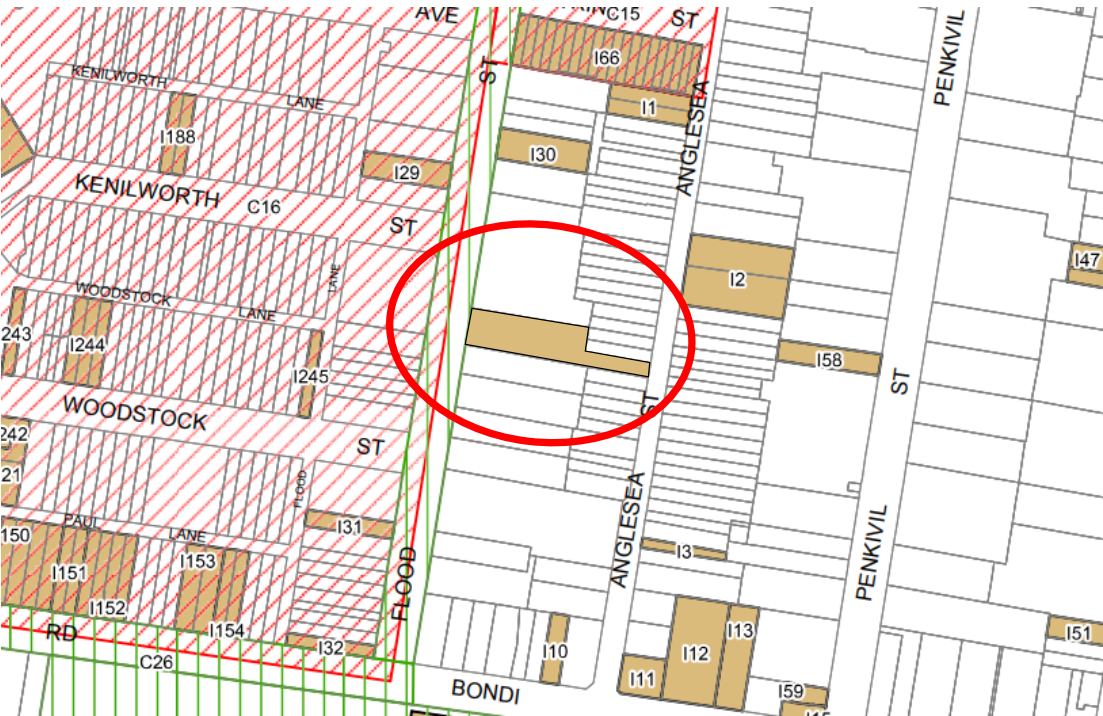 AVE
C15
ST
PENKIVIL
I66
ST
KENILWORTH
LANE
I1
ANGLESEA
I188
I30
I29
KENILWORTH
C16
ST
LANE
I2
I47
WOODSTOCK
LANE
243
I244
I245
I58
ST
WOODSTOCK
ST
ST
242
21
FLOOD
I31
PAUL
LANE
150
I151
I153
I152
I154
ANGLESEA
I3
PENKIVIL
FLOOD
RD
C26
I32
I10
I11
I12
I13
I51
I59
BONDI